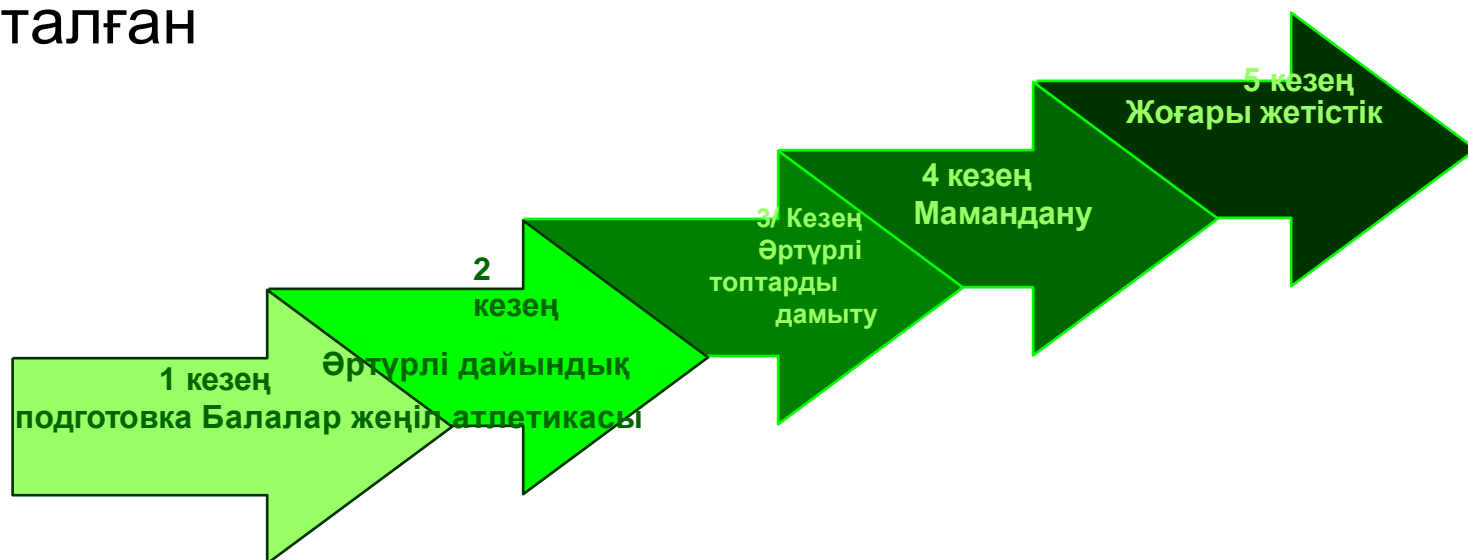 талған
1 кезең
подготовка Балалар жеңіл атлетикасы
2
кезең
Әртүрлі дайындық
3/ Кезең
Әртүрлі
топтарды
дамыту
4 кезең
Мамандану
5 кезең
Жоғары жетістік